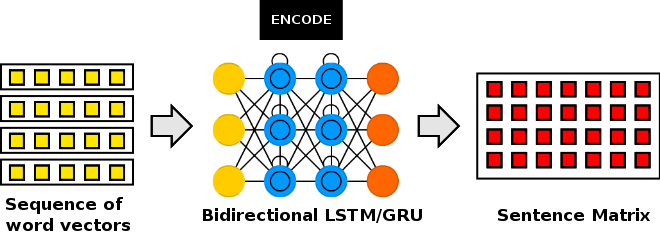 ENCODE
Sequence of
word vectors
Bidirectional LSTM/GRU
Sentence Matrix